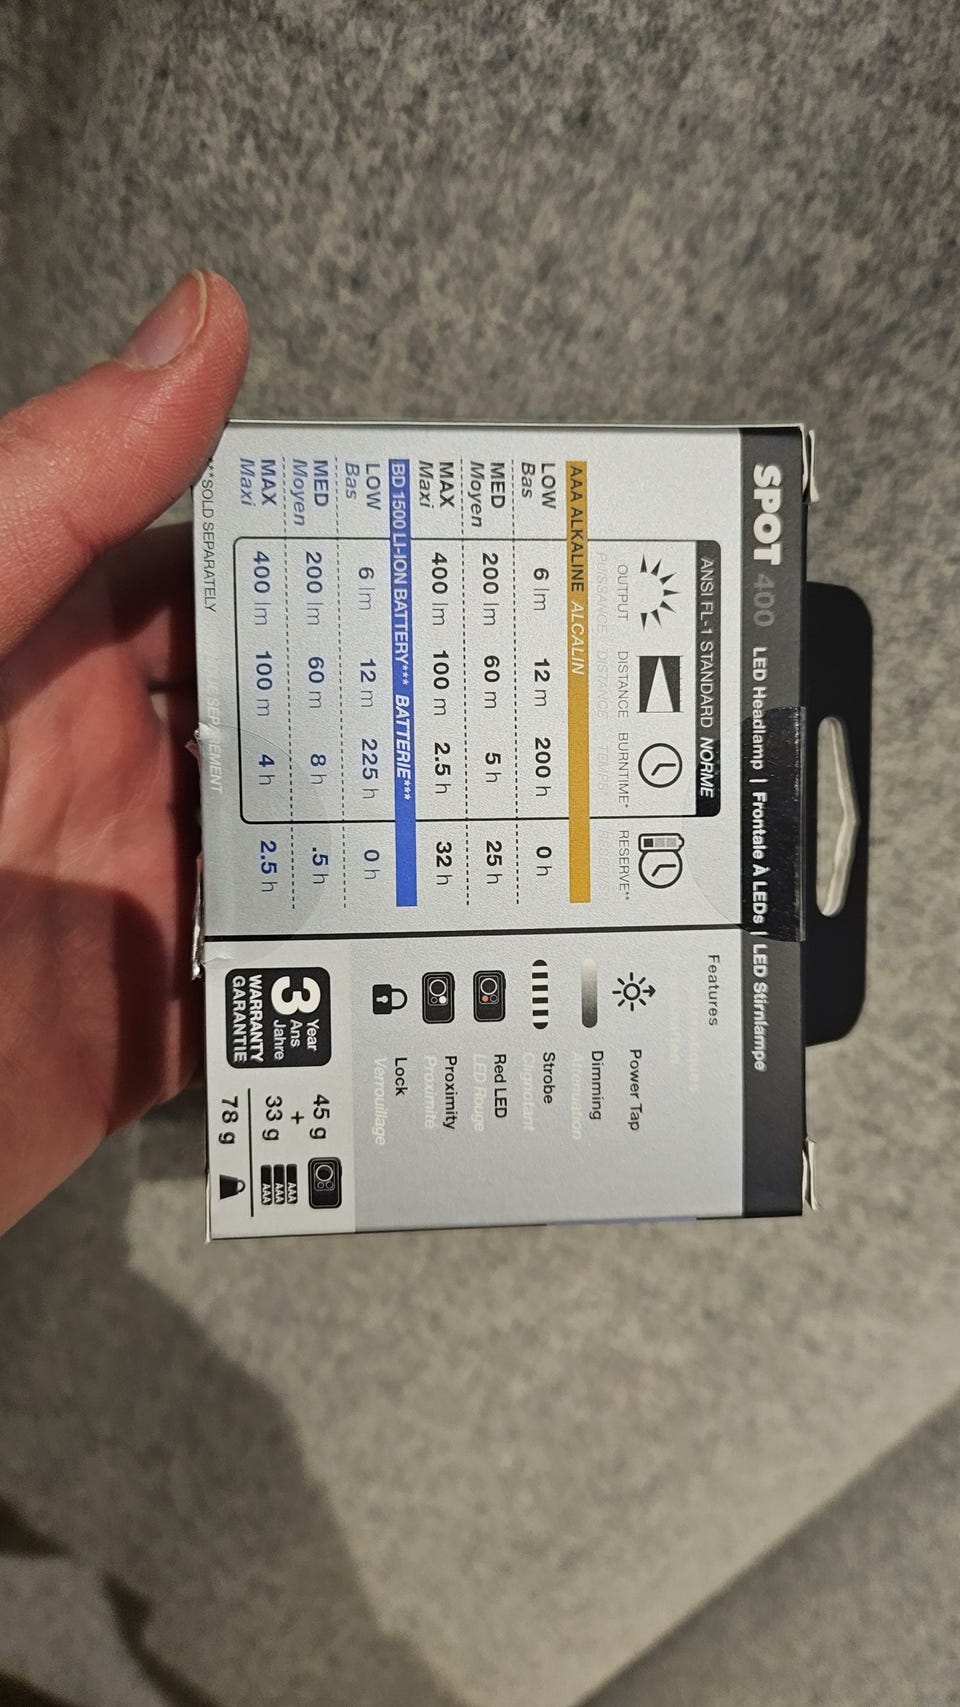 SPOT 400 LED Headlamp | Frontale À LEDs | LED Stirnlampe
ANSI FL-1 STANDARD NORME
OUTPUT DISTANCE BURNTIME* RESERVE**
PUISSANCE DISTANCE TEMPS* RÉSERVE**
AAA ALKALINE ALCALIN
LOW 6 lm 12 m 200 h 0 h
Bas
MED 200 lm 60 m 5 h 25 h
Moyen
MAX 400 lm 100 m 2.5 h 32 h
Maxi
BD 1500 LI-ION BATTERY*** BATTERIE***
LOW 6 lm 12 m 225 h 0 h
Bas
MED 200 lm 60 m 8 h .5 h
Moyen
MAX 400 lm 100 m 4 h 2.5 h
Maxi
***SOLD SEPARATELY
Features
Power Tap
Dimming
Atténuation
Strobe
Clignotant
Red LED
LED Rouge
Proximity
Proximité
Lock
Verrouillage
3 Year
Ans
Jahre
WARRANTY
GARANTIE
45 g
+
33 g
AAA
AAA
AAA
78 g